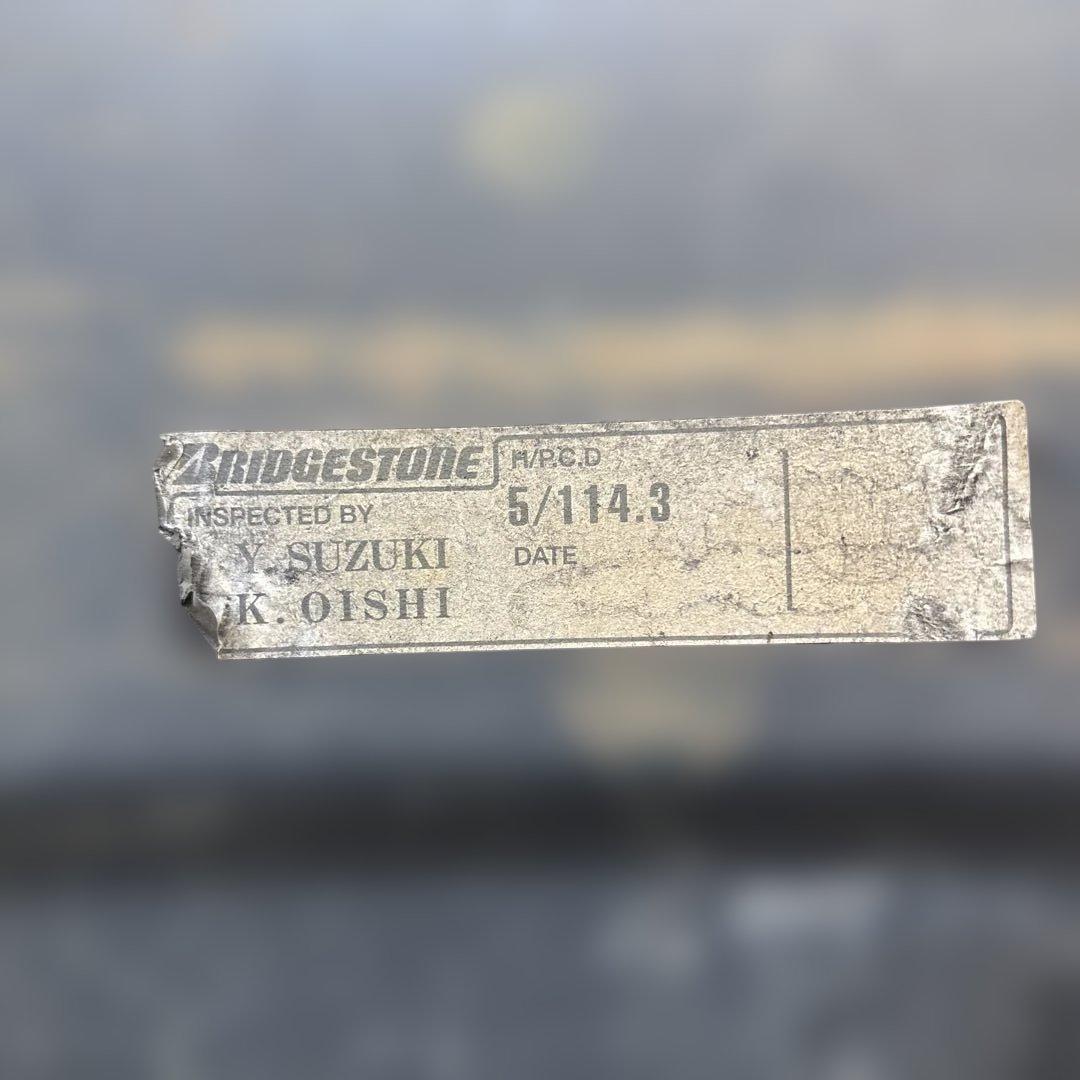 BRIDGESTONE
INSPECTED BY
Y. SUZUKI
K. OISHI
H/P.C.D
5/114.3
DATE